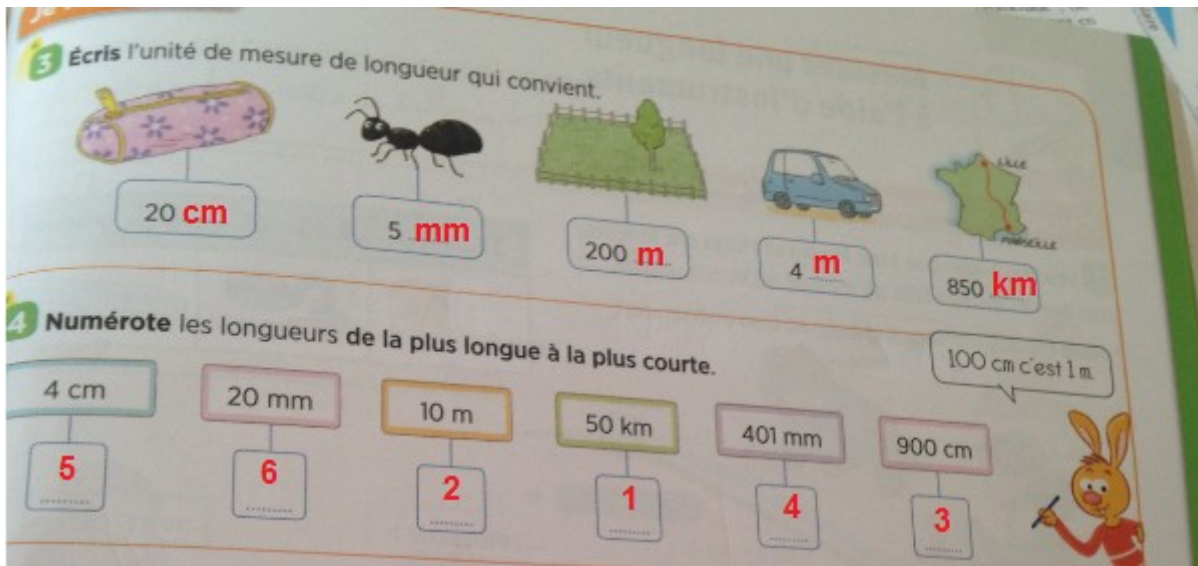 3 Écris l'unité de mesure de longueur qui convient.
LILLE
MARSEILLE
20 cm
5 mm
200 m
4 m
850 km
4 Numérote les longueurs de la plus longue à la plus courte.
100 cm c'est 1 m.
4 cm 20 mm 10 m 50 km 401 mm 900 cm
5 6 2 1 4 3